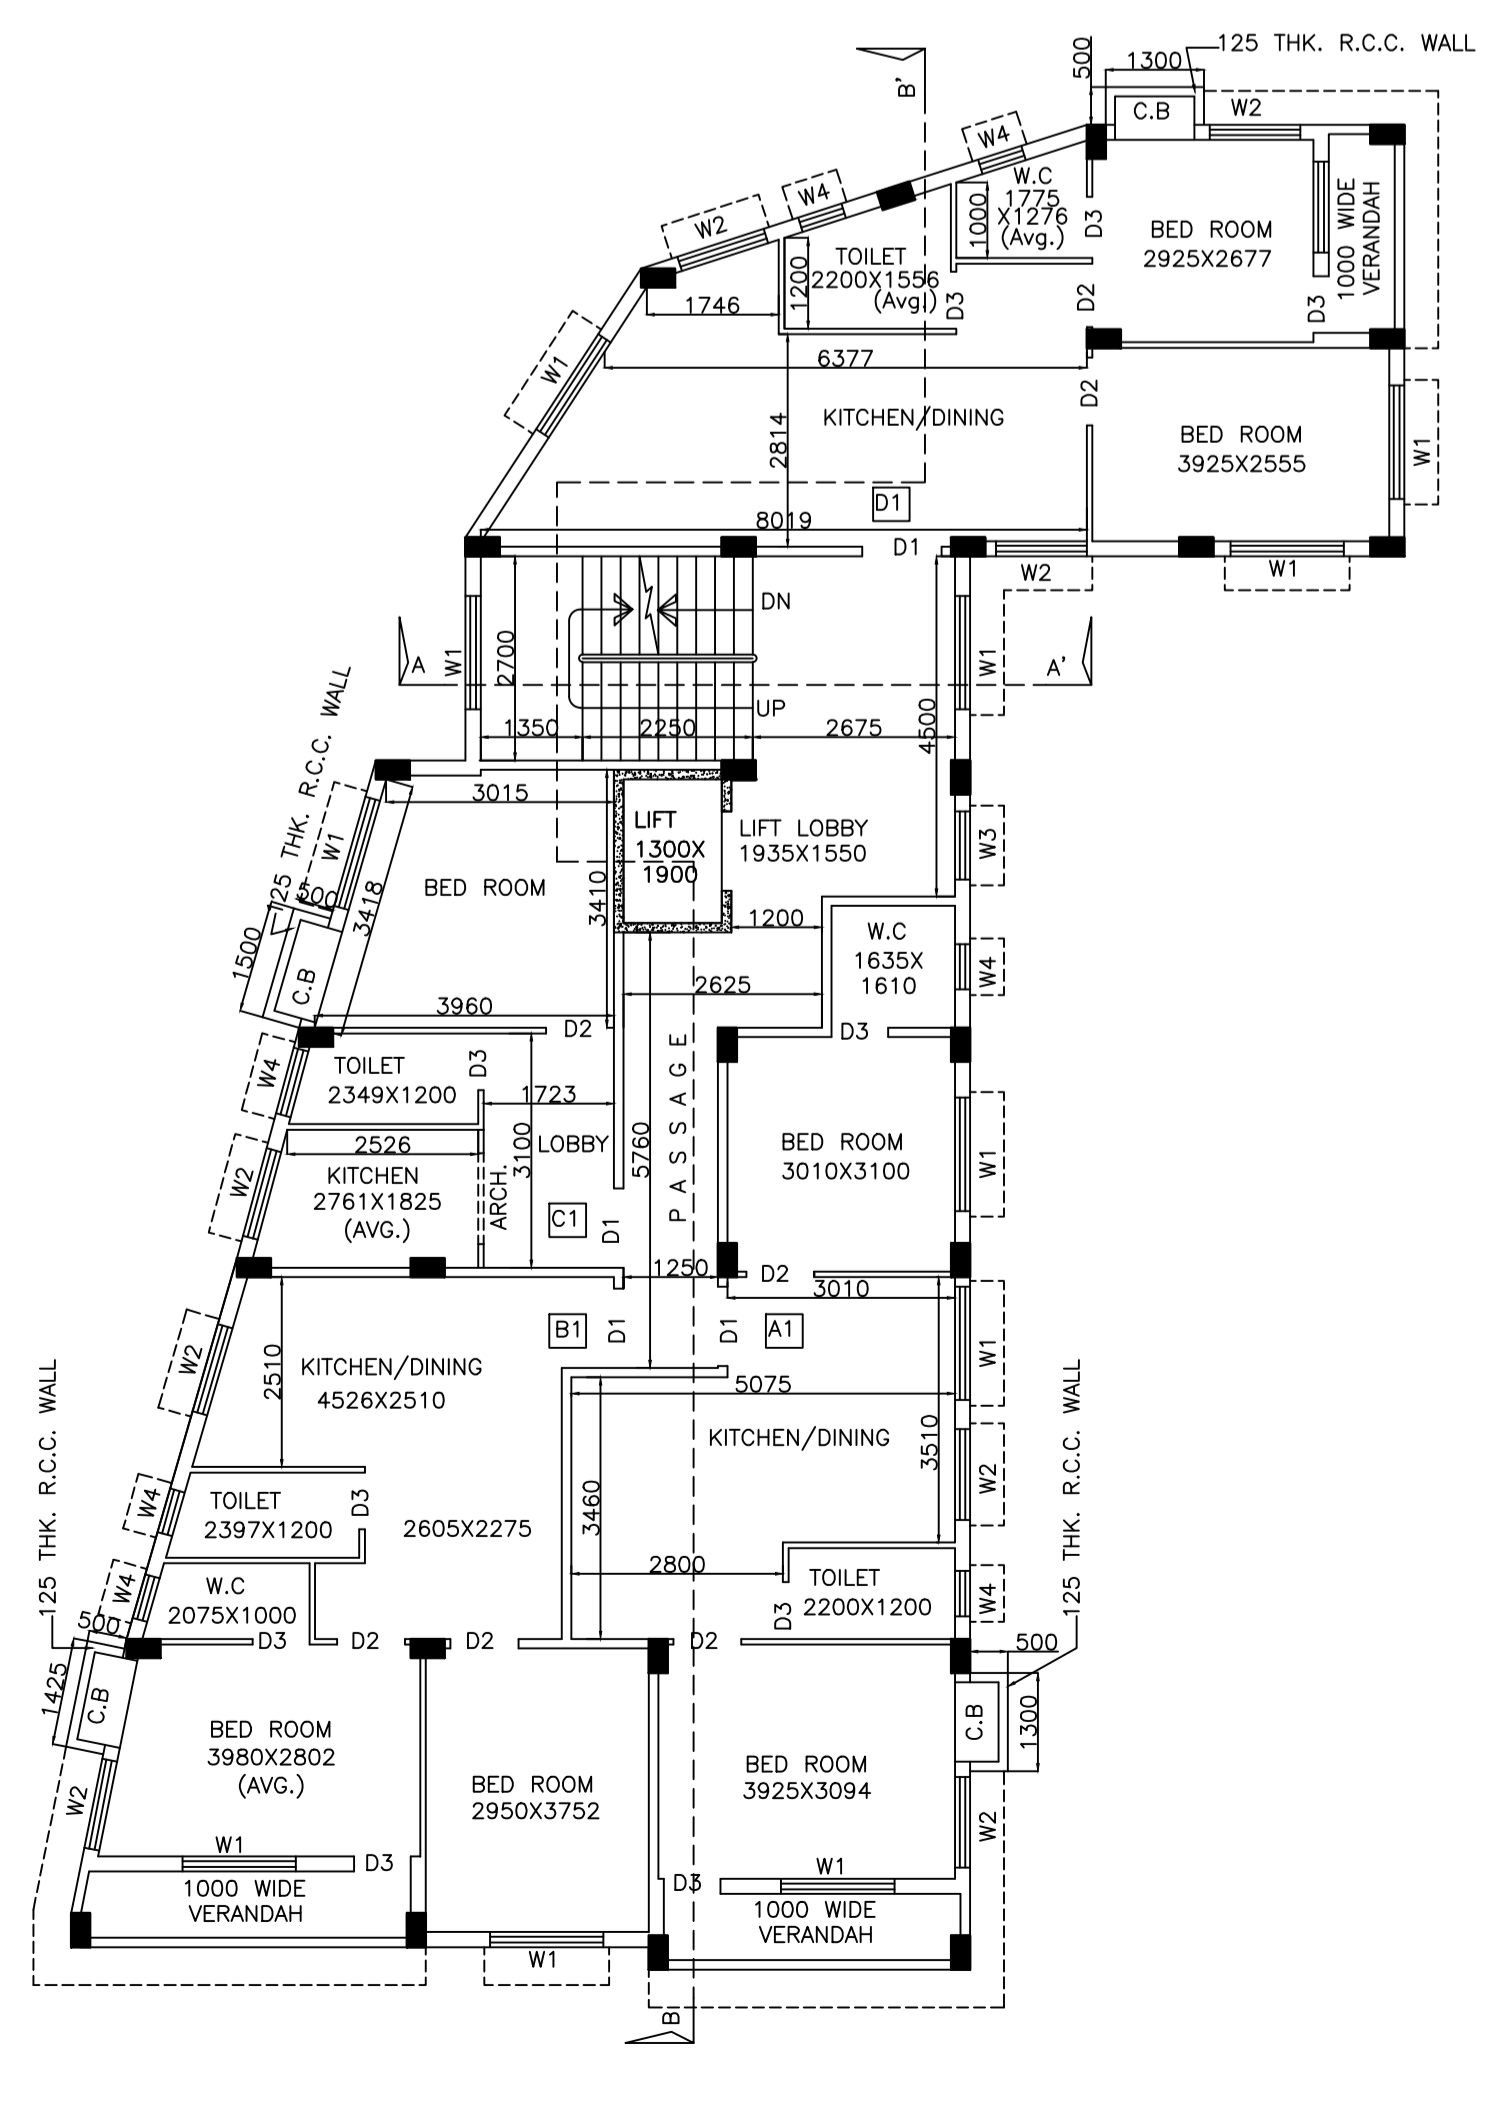 125 THK. R.C.C. WALL
500
1300
B'
C.B
W2
W4
W.C
1775
X1276
(Avg.)
1000
D3
BED ROOM
2925X2677
1000 WIDE
VERANDAH
W4
W2
TOILET
2200X1556
(Avg.)
1200
D3
D2
D3
1746
W1
6377
D2
KITCHEN/DINING
2814
BED ROOM
3925X2555
W1
D1
8019
D1
W2
W1
DN
2700
A
W1
W1
A'
UP
1350
2250
2675
4500
125 THK. R.C.C. WALL
3015
W1
LIFT
1300X
1900
LIFT LOBBY
1935X1550
W3
BED ROOM
500
3418
3410
1200
1500
C.B
W.C
1635X
1610
W4
2625
3960
D2
D3
PASSAGE
TOILET
2349X1200
D3
W4
1723
3100
LOBBY
5760
BED ROOM
3010X3100
W1
2526
KITCHEN
2761X1825
(AVG.)
W2
ARCH.
C1
D1
1250
D2
3010
B1
D1
D1
A1
W1
W2
2510
KITCHEN/DINING
4526X2510
5075
3510
KITCHEN/DINING
125 THK. R.C.C. WALL
125 THK. R.C.C. WALL
W2
W4
TOILET
2397X1200
D3
2605X2275
3460
2800
TOILET
2200X1200
D3
W4
W4
W.C
2075X1000
500
D3
D2
D2
D2
500
1425
C.B
C.B
1300
BED ROOM
3980X2802
(AVG.)
BED ROOM
2950X3752
BED ROOM
3925X3094
W2
W2
W1
D3
W1
D3
1000 WIDE
VERANDAH
1000 WIDE
VERANDAH
W1
B